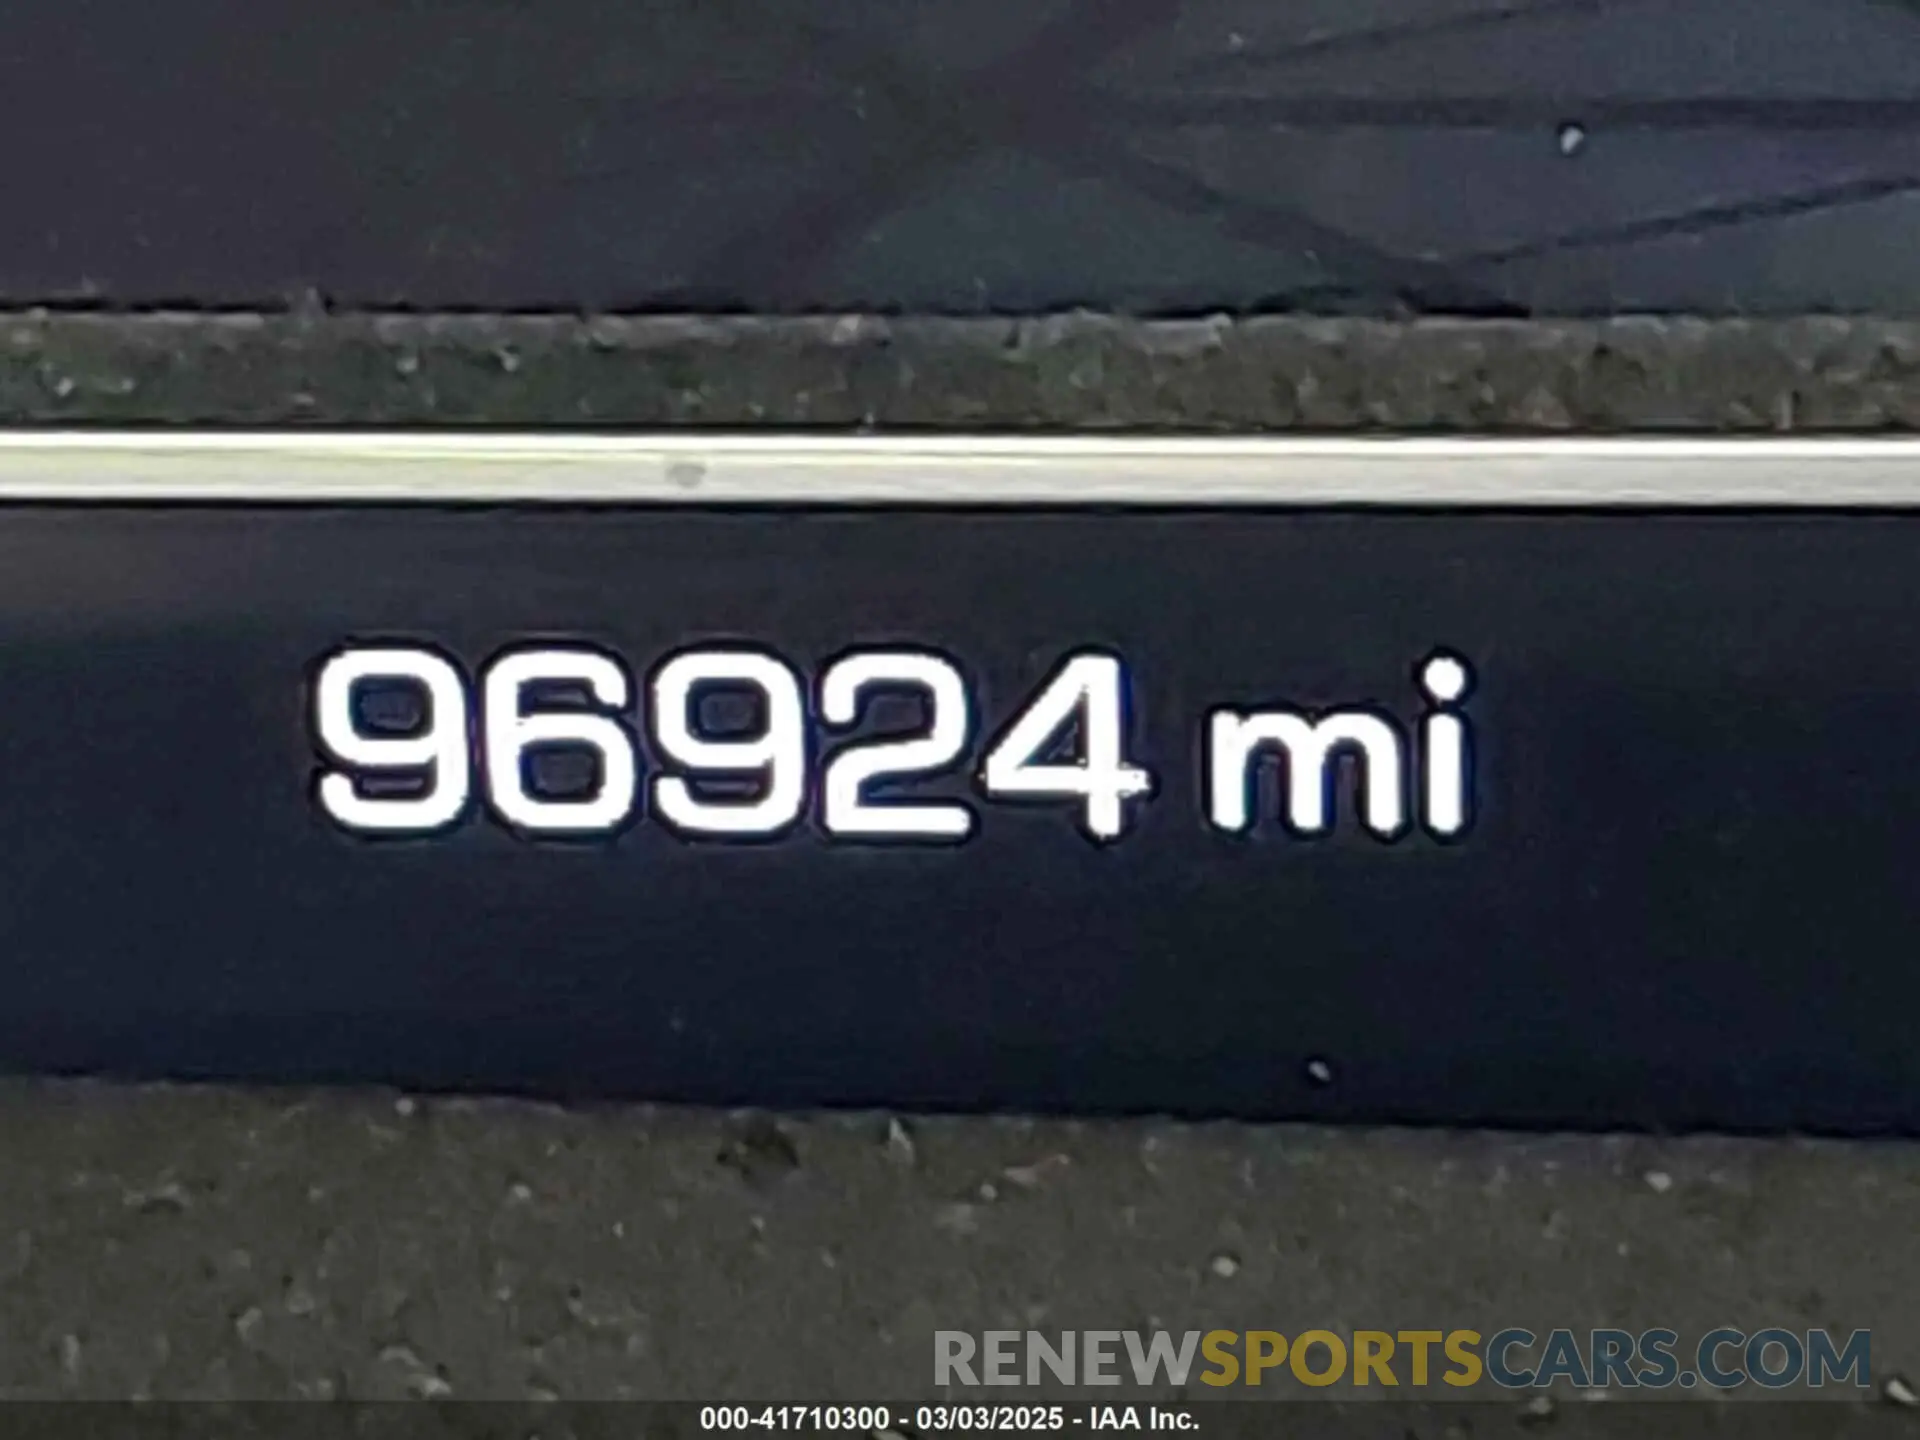 96924 mi
RENEWSPORTSCARS.COM
000-41710300 - 03/03/2025 - IAA Inc.